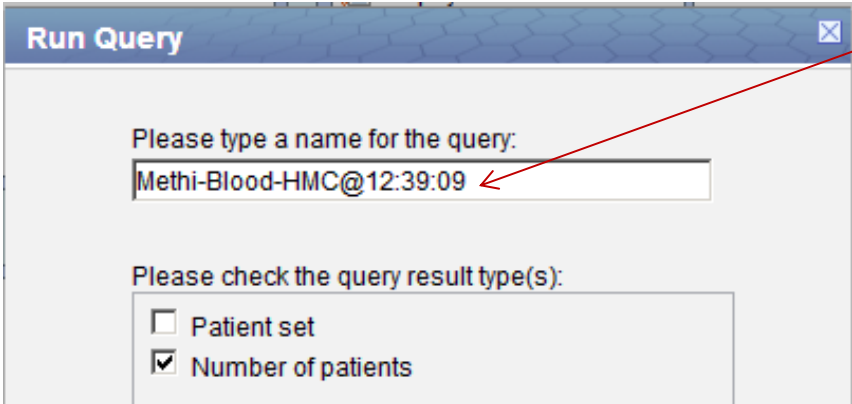 Run Query
Please type a name for the query:
Methi-Blood-HMC@12:39:09
Please check the query result type(s):
Patient set
Number of patients